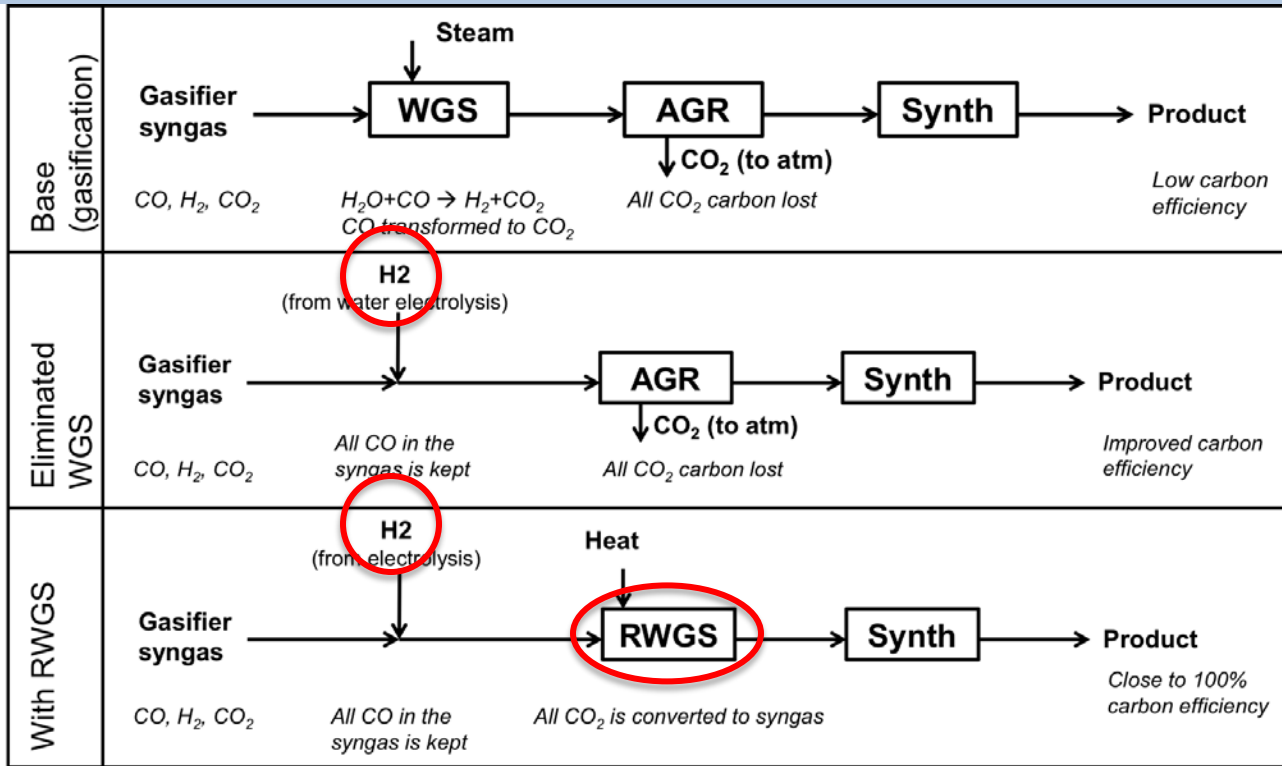 Base
(gasification)
Steam
Gasifier
syngas
WGS
AGR
Synth
Product
CO₂ (to atm)
CO, H₂, CO₂
H₂O+CO → H₂+CO₂
CO transformed to CO₂
All CO₂ carbon lost
Low carbon
efficiency
Eliminated
WGS
H2
(from water electrolysis)
Gasifier
syngas
AGR
Synth
Product
CO₂ (to atm)
CO, H₂, CO₂
All CO in the
syngas is kept
All CO₂ carbon lost
Improved carbon
efficiency
With RWGS
H2
(from electrolysis)
Heat
Gasifier
syngas
RWGS
Synth
Product
CO, H₂, CO₂
All CO in the
syngas is kept
All CO₂ is converted to syngas
Close to 100%
carbon efficiency